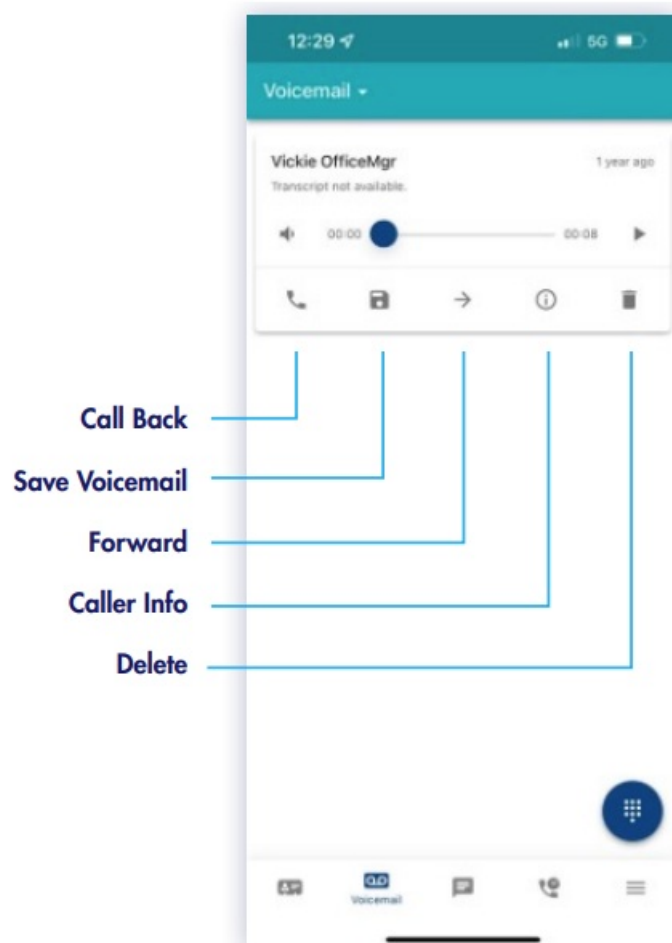 12:29
5G
Voicemail
Vickie OfficeMgr
1 year ago
Transcript not available.
00:00
00:08
Call Back
Save Voicemail
Forward
Caller Info
Delete
Voicemail